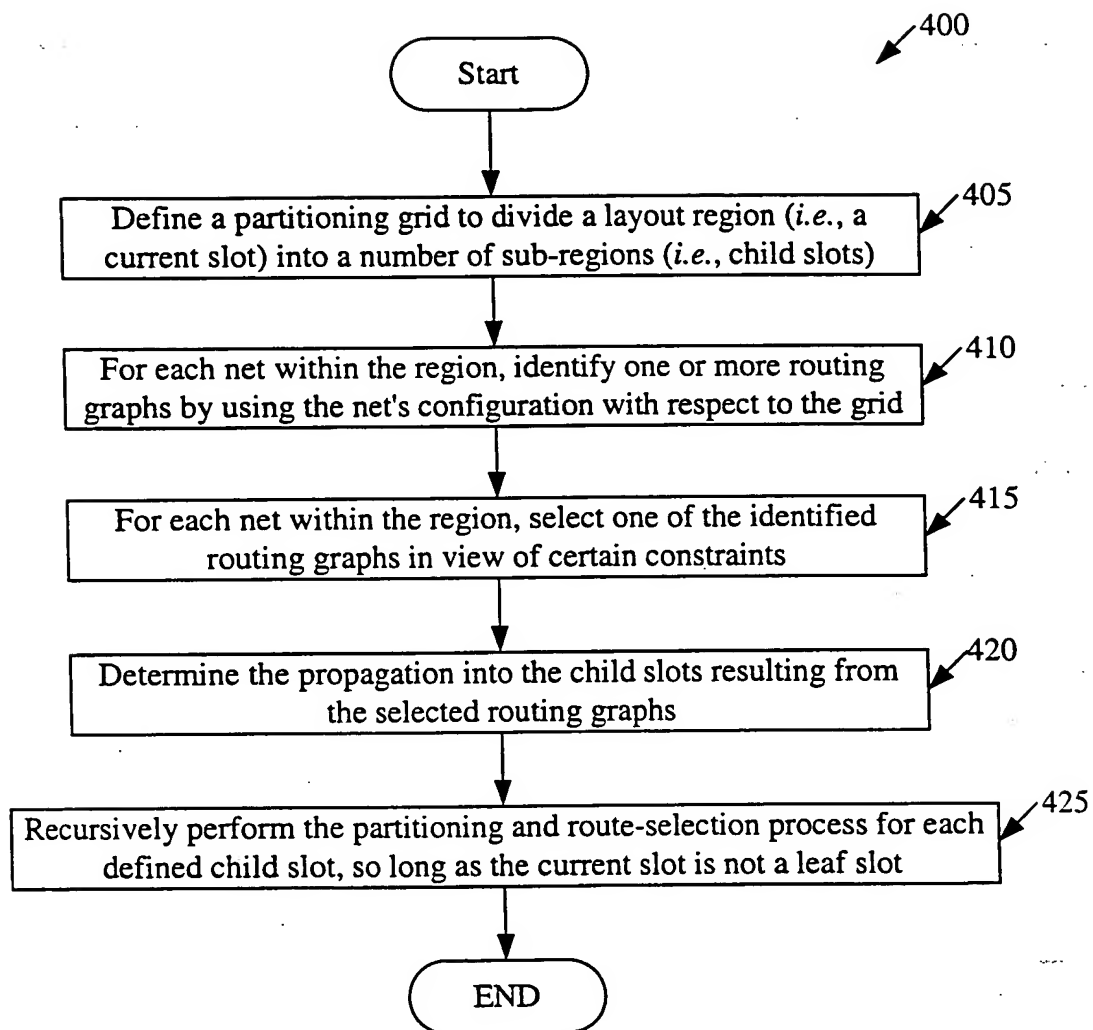 400
Start
405
Define a partitioning grid to divide a layout region (i.e., a
current slot) into a number of sub-regions (i.e., child slots)
410
For each net within the region, identify one or more routing
graphs by using the net's configuration with respect to the grid
415
For each net within the region, select one of the identified
routing graphs in view of certain constraints
420
Determine the propagation into the child slots resulting from
the selected routing graphs
425
Recursively perform the partitioning and route-selection process for each
defined child slot, so long as the current slot is not a leaf slot
END